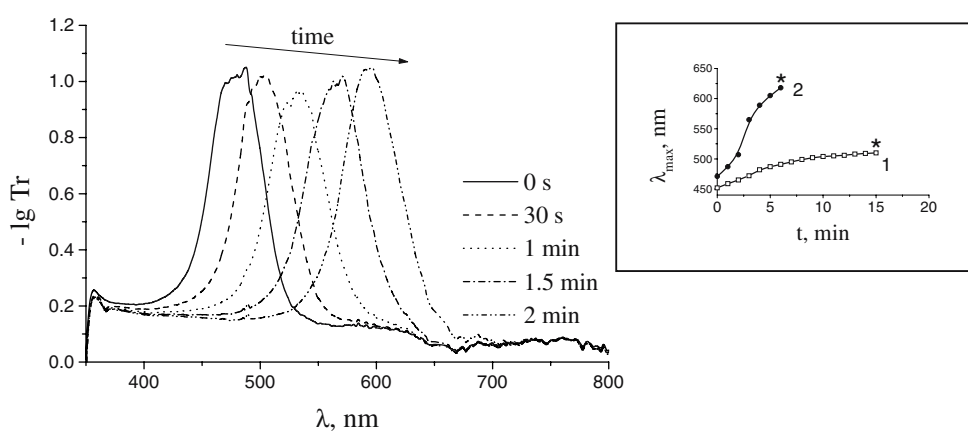 time
1.2
1.0
0.8
0.6
0.4
0.2
0.0
- lg Tr
400 500 600 700 800
λ, nm
0 s
30 s
1 min
1.5 min
2 min
650
600
550
500
450
λmax, nm
0 5 10 15 20
t, min
* 2
* 1